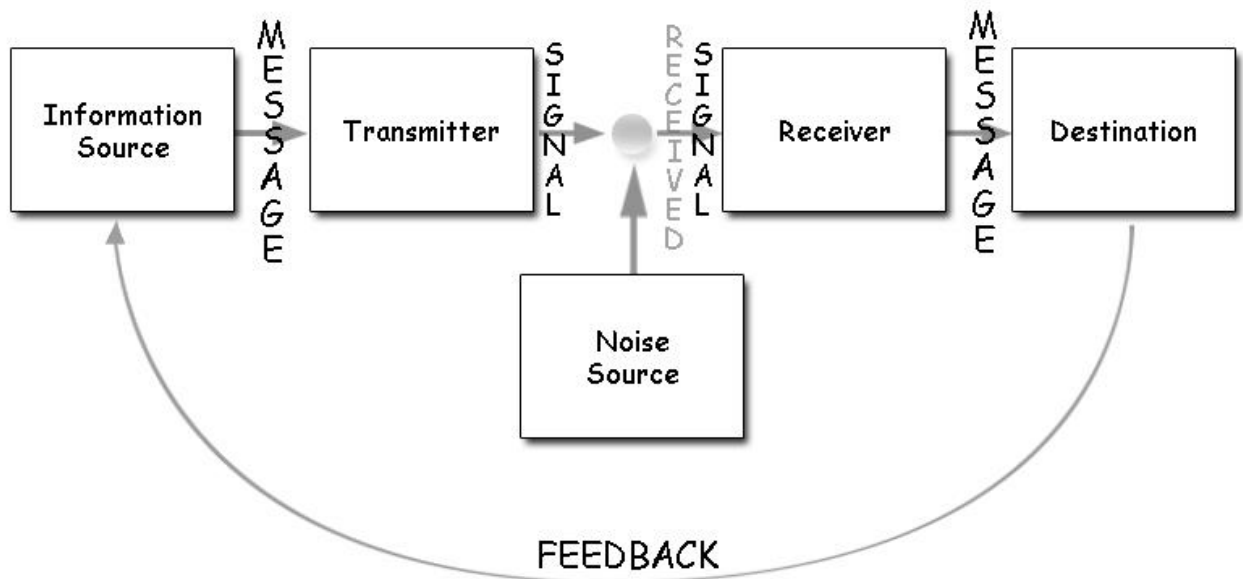 Information
Source
MESSAGE
Transmitter
SIGNAL
RECEIVED
SIGNAL
Receiver
MESSAGE
Destination
Noise
Source
FEEDBACK